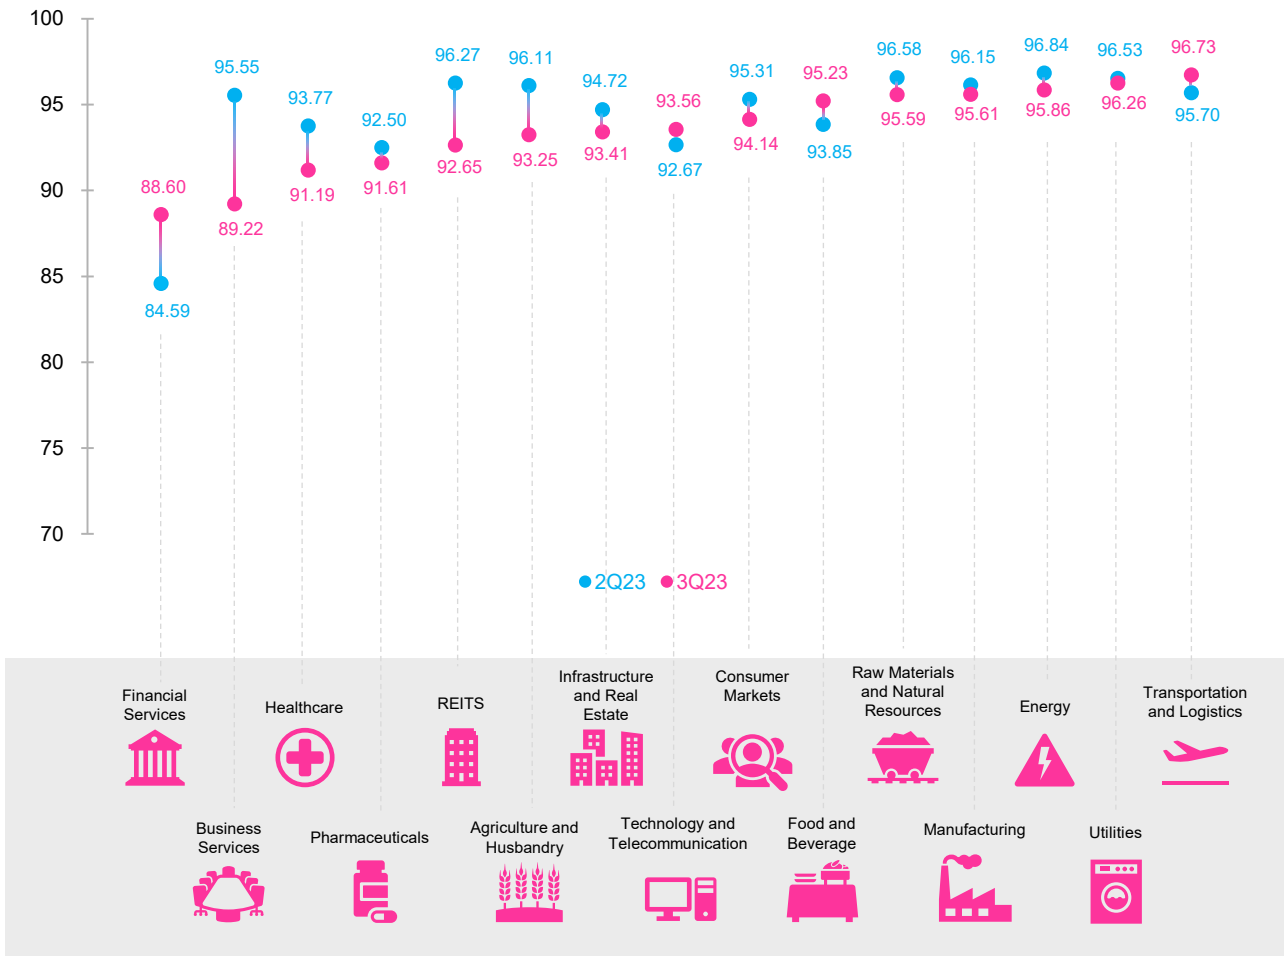 100
95
90
85
80
75
70
88.60
84.59
95.55
89.22
93.77
91.19
92.50
91.61
96.27
92.65
96.11
93.25
94.72
93.41
93.56
92.67
95.31
94.14
95.23
93.85
96.58
95.59
96.15
95.61
96.84
95.86
96.53
96.26
96.73
95.70
2Q23
3Q23
Financial
Services
Business
Services
Healthcare
Pharmaceuticals
REITS
Agriculture and
Husbandry
Infrastructure
and Real
Estate
Technology and
Telecommunication
Consumer
Markets
Food and
Beverage
Raw Materials
and Natural
Resources
Manufacturing
Energy
Utilities
Transportation
and Logistics